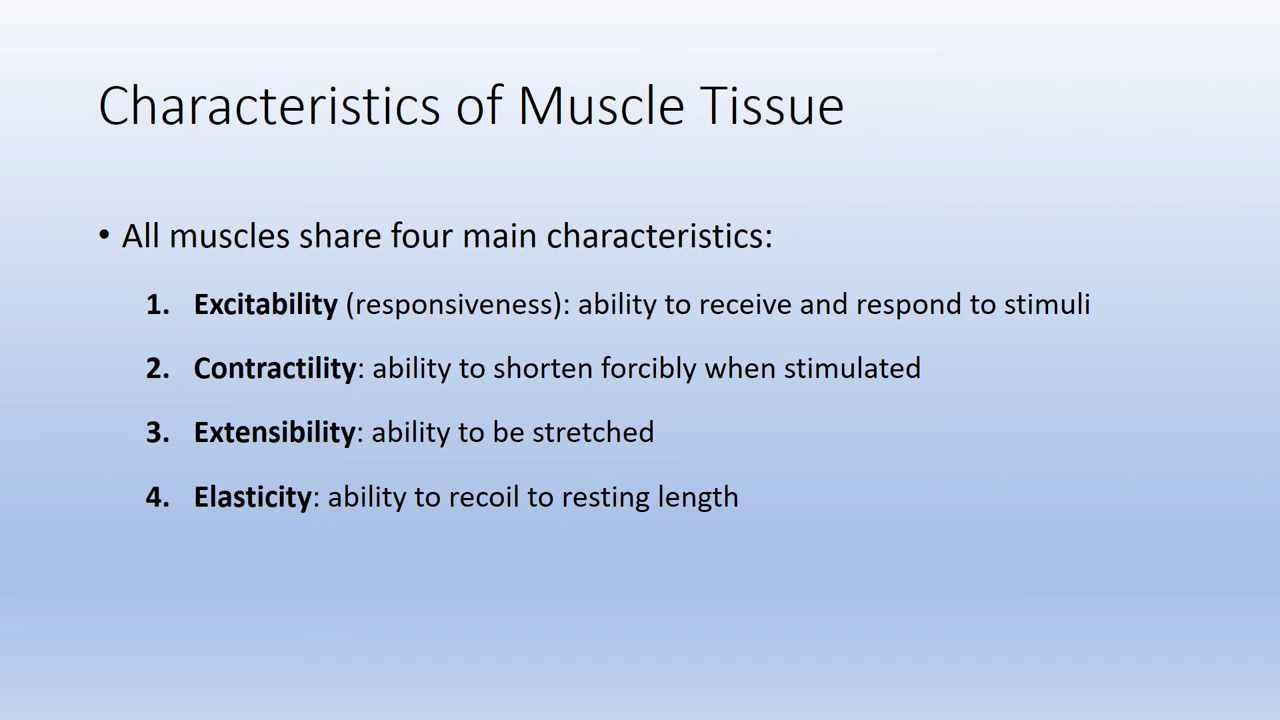 Characteristics of Muscle Tissue
• All muscles share four main characteristics:
1. Excitability (responsiveness): ability to receive and respond to stimuli
2. Contractility: ability to shorten forcibly when stimulated
3. Extensibility: ability to be stretched
4. Elasticity: ability to recoil to resting length